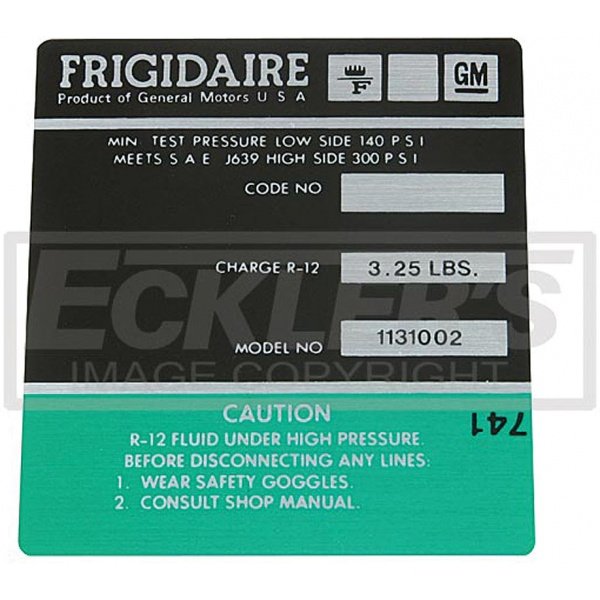 FRIGIDAIRE
Product of General Motors U S A
F
GM
MIN TEST PRESSURE LOW SIDE 140 P S I
MEETS S A E J639 HIGH SIDE 300 P S I
CODE NO
CHARGE R-12 3.25 LBS.
ECKLER'S
MODEL NO 1131002
IMAGE COPYRIGHT
CAUTION
741
R-12 FLUID UNDER HIGH PRESSURE.
BEFORE DISCONNECTING ANY LINES:
1. WEAR SAFETY GOGGLES.
2. CONSULT SHOP MANUAL.